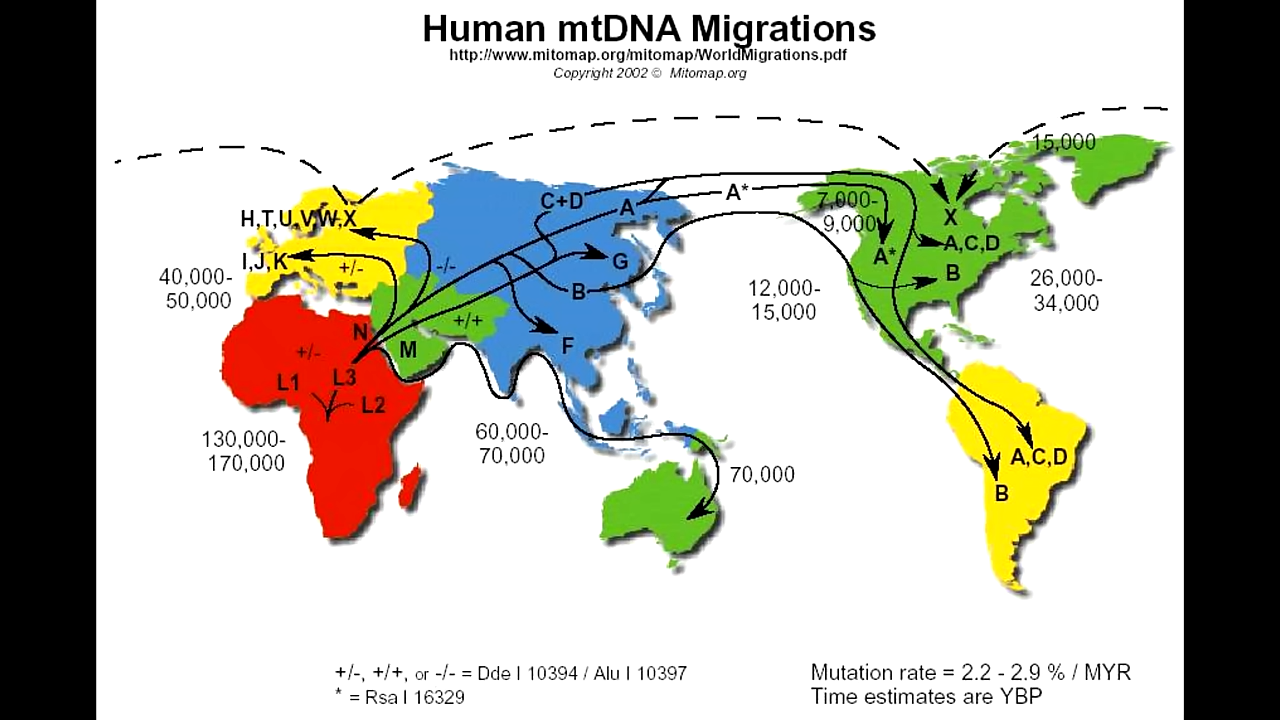 Human mtDNA Migrations
http://www.mitomap.org/mitomap/WorldMigrations.pdf
Copyright 2002 © Mitomap.org
15,000
C+D
A
A*
7,000-
9,000
H,T,U,V,W,X
X
A,C,D
I,J,K
+/-
-/-
G
A*
B
40,000-
50,000
B
12,000-
15,000
26,000-
34,000
N
+/+
F
+/-
M
L1
L3
L2
130,000-
170,000
60,000-
70,000
70,000
A,C,D
B
+/-, +/+, or -/- = Dde I 10394 / Alu I 10397
* = Rsa I 16329
Mutation rate = 2.2 - 2.9 % / MYR
Time estimates are YBP